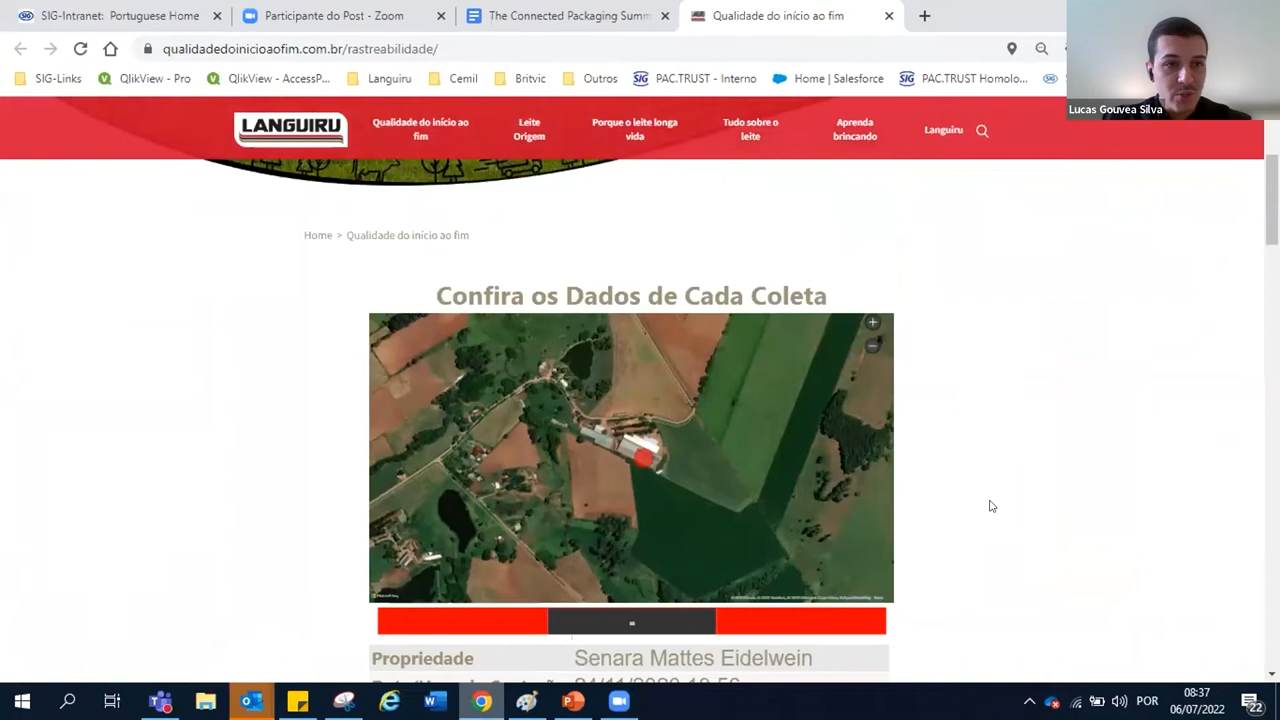 SIG-Intranet: Portuguese Home
Participante do Post - Zoom
The Connected Packaging Summ
Qualidade do início ao fim
qualidadedoinicioaofim.com.br/rastreabilidade/
SIG-Links
QlikView - Pro
QlikView - AccessP...
Languiru
Cemil
Britvic
Outros
PAC.TRUST - Interno
Home | Salesforce
PAC.TRUST Homolo...
Lucas Gouvea Silva
LANGUIRU
Qualidade do início ao
fim
Leite
Origem
Porque o leite longa
vida
Tudo sobre o
leite
Aprenda
brincando
Languiru
Home > Qualidade do início ao fim
Confira os Dados de Cada Coleta
Propriedade
Senara Mattes Eidelwein
POR
08:37
06/07/2022
22